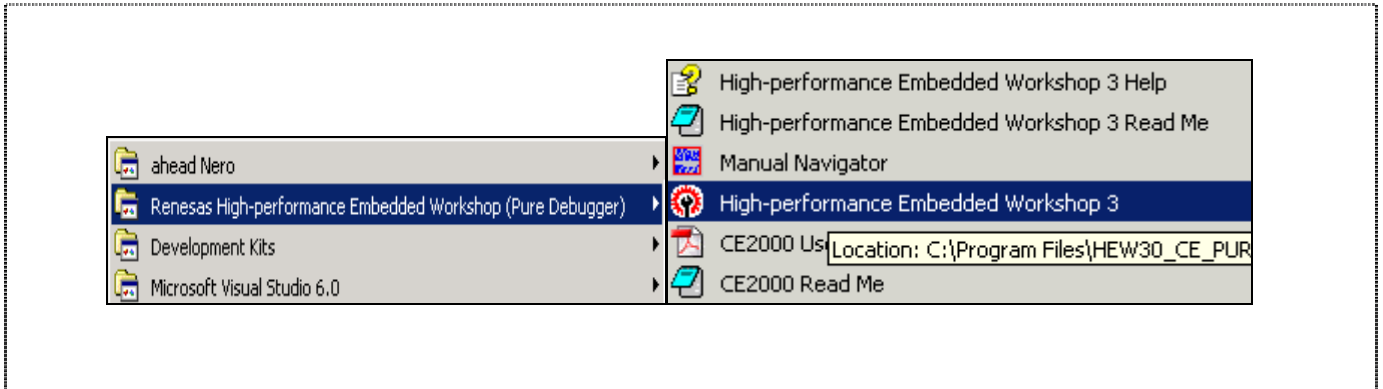 ahead Nero
Renesas High-performance Embedded Workshop (Pure Debugger)
Development Kits
Microsoft Visual Studio 6.0
High-performance Embedded Workshop 3 Help
High-performance Embedded Workshop 3 Read Me
Manual Navigator
High-performance Embedded Workshop 3
CE2000 Us
Location: C:\Program Files\HEW30_CE_PUR
CE2000 Read Me